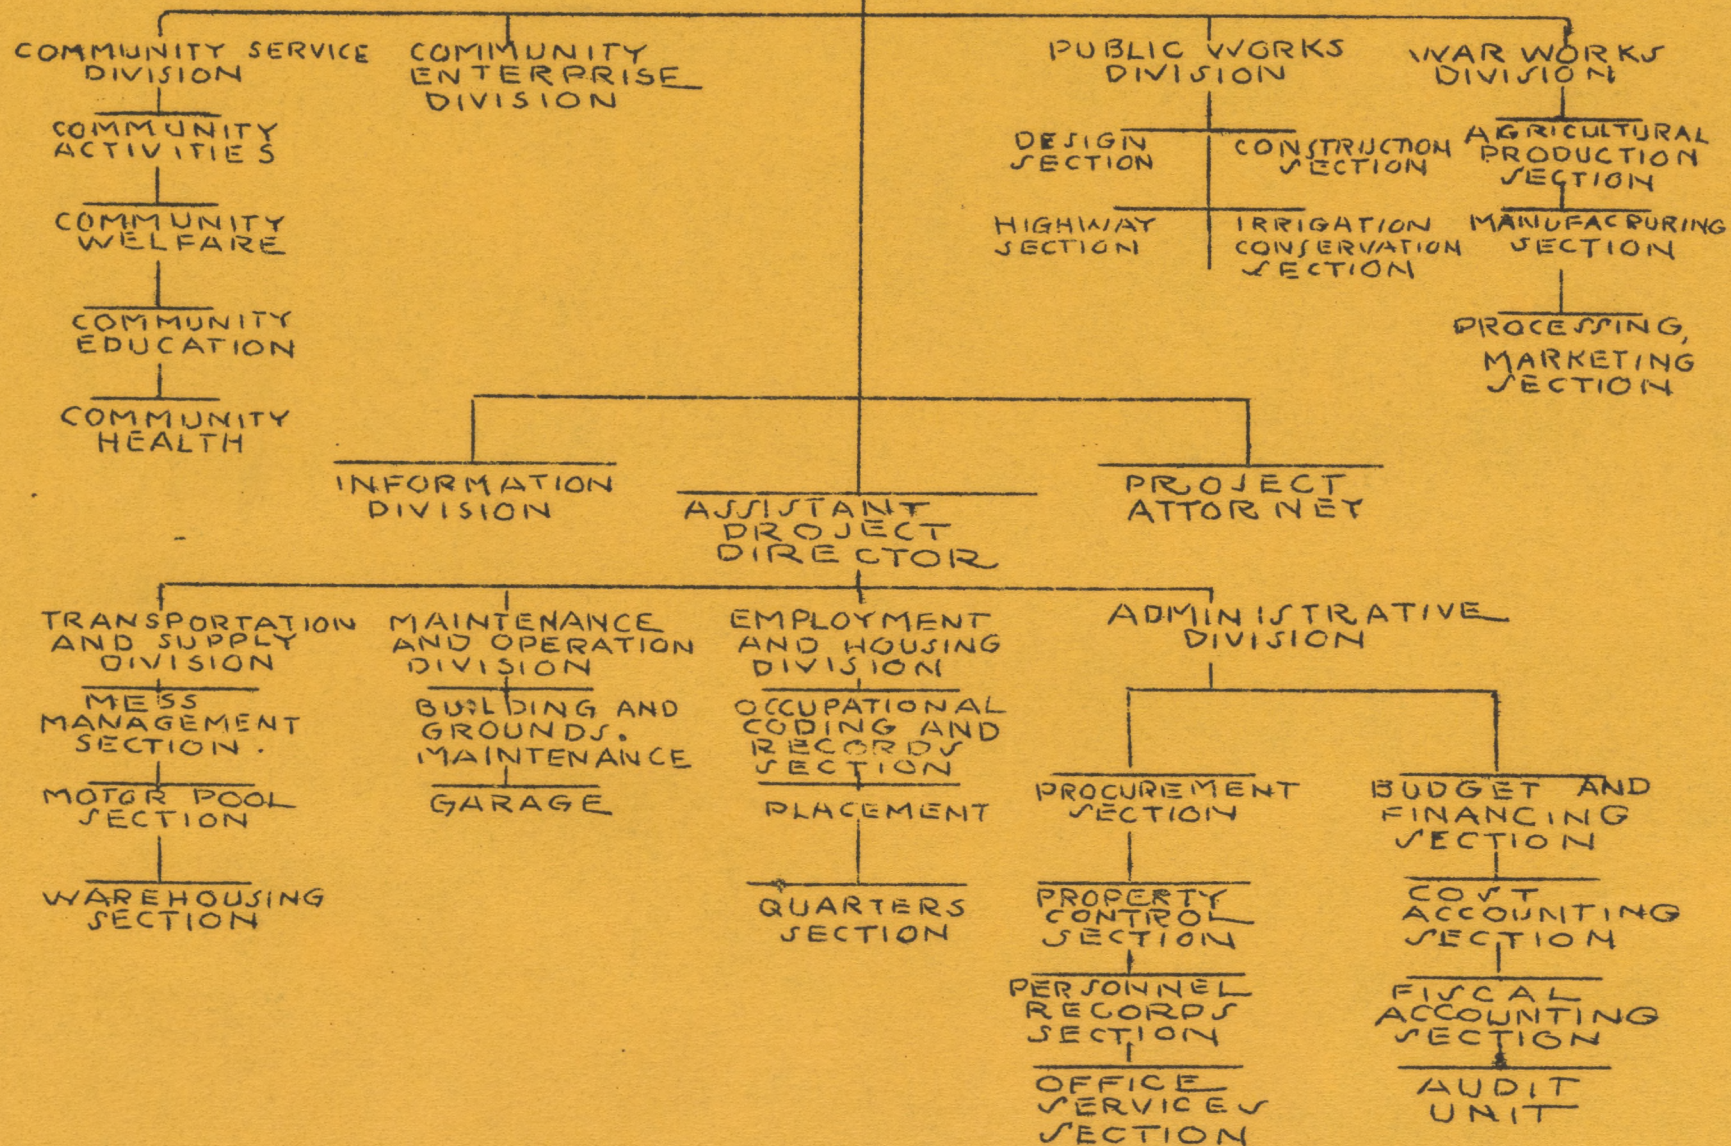 COMMUNITY SERVICE
DIVISION
COMMUNITY
ACTIVITIES
COMMUNITY
WELFARE
COMMUNITY
EDUCATION
COMMUNITY
HEALTH
COMMUNITY
ENTERPRISE
DIVISION
PUBLIC WORKS
DIVISION
DESIGN
SECTION
CONSTRUCTION
SECTION
HIGHWAY
SECTION
IRRIGATION
CONSERVATION
SECTION
WAR WORKS
DIVISION
AGRICULTURAL
PRODUCTION
SECTION
MANUFACRURING
SECTION
PROCESSING,
MARKETING
SECTION
INFORMATION
DIVISION
ASSISTANT
PROJECT
DIRECTOR
PROJECT
ATTORNEY
TRANSPORTATION
AND SUPPLY
DIVISION
MESS
MANAGEMENT
SECTION.
MOTOR POOL
SECTION
WAREHOUSING
SECTION
MAINTENANCE
AND OPERATION
DIVISION
BUILDING AND
GROUNDS.
MAINTENANCE
GARAGE
EMPLOYMENT
AND HOUSING
DIVISION
OCCUPATIONAL
CODING AND
RECORDS
SECTION
PLACEMENT
QUARTERS
SECTION
ADMINISTRATIVE
DIVISION
PROCUREMENT
SECTION
PROPERTY
CONTROL
SECTION
PERSONNEL
RECORDS
SECTION
OFFICE
SERVICES
SECTION
BUDGET AND
FINANCING
SECTION
COST
ACCOUNTING
SECTION
FISCAL
ACCOUNTING
SECTION
AUDIT
UNIT